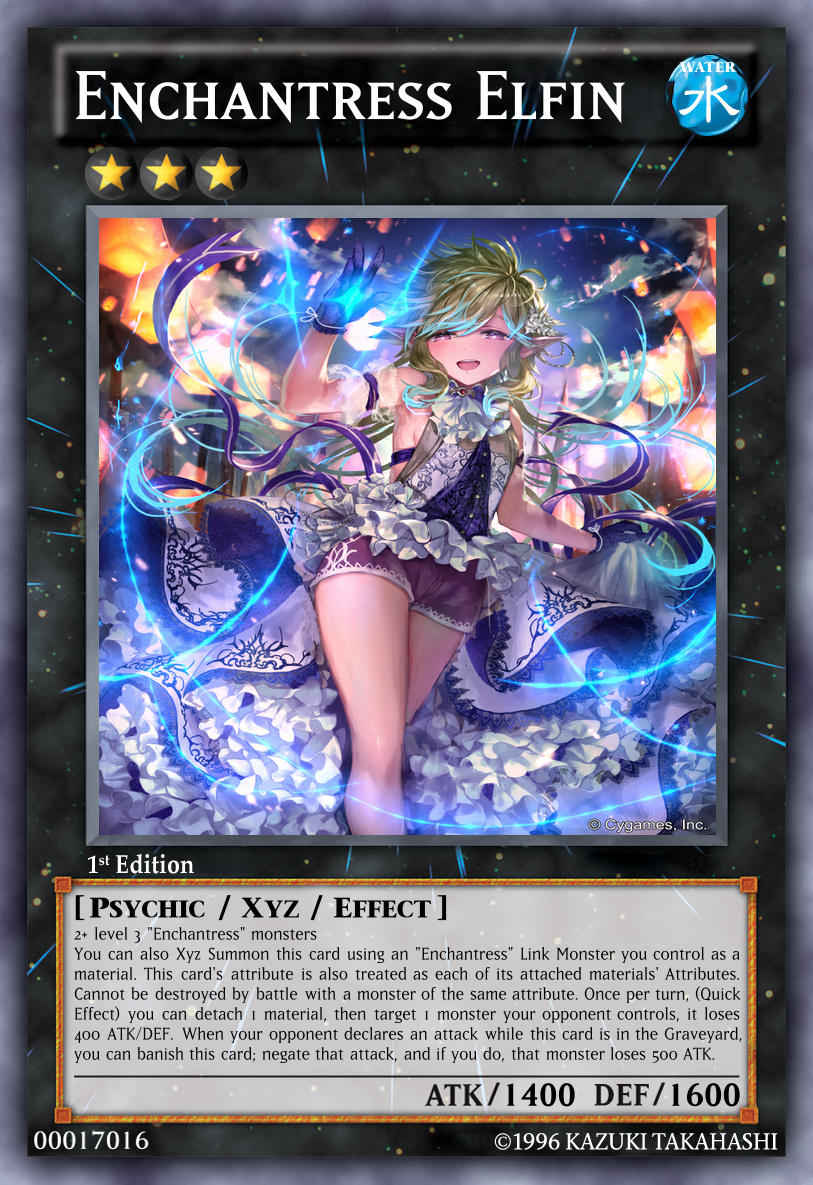 Enchantress Elfin
WATER
水
© Cygames, Inc.
1st Edition
[ Psychic / Xyz / Effect ]
2+ level 3 "Enchantress" monsters
You can also Xyz Summon this card using an "Enchantress" Link Monster you control as a
material. This card's attribute is also treated as each of its attached materials' Attributes.
Cannot be destroyed by battle with a monster of the same attribute. Once per turn, (Quick
Effect) you can detach 1 material, then target 1 monster your opponent controls, it loses
400 ATK/DEF. When your opponent declares an attack while this card is in the Graveyard,
you can banish this card; negate that attack, and if you do, that monster loses 500 ATK.
ATK/1400 DEF/1600
00017016
©1996 KAZUKI TAKAHASHI